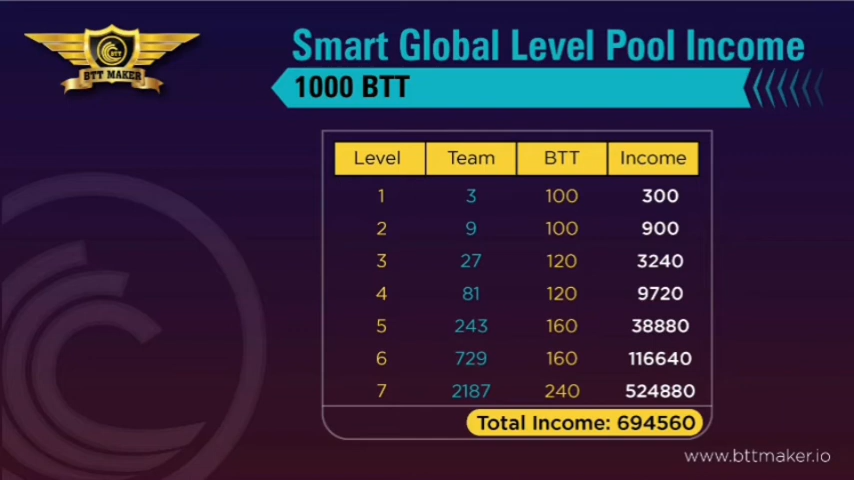 BTT
BTT MAKER
Smart Global Level Pool Income
1000 BTT
Level Team BTT Income
1 3 100 300
2 9 100 900
3 27 120 3240
4 81 120 9720
5 243 160 38880
6 729 160 116640
7 2187 240 524880
Total Income: 694560
www.bttmaker.io